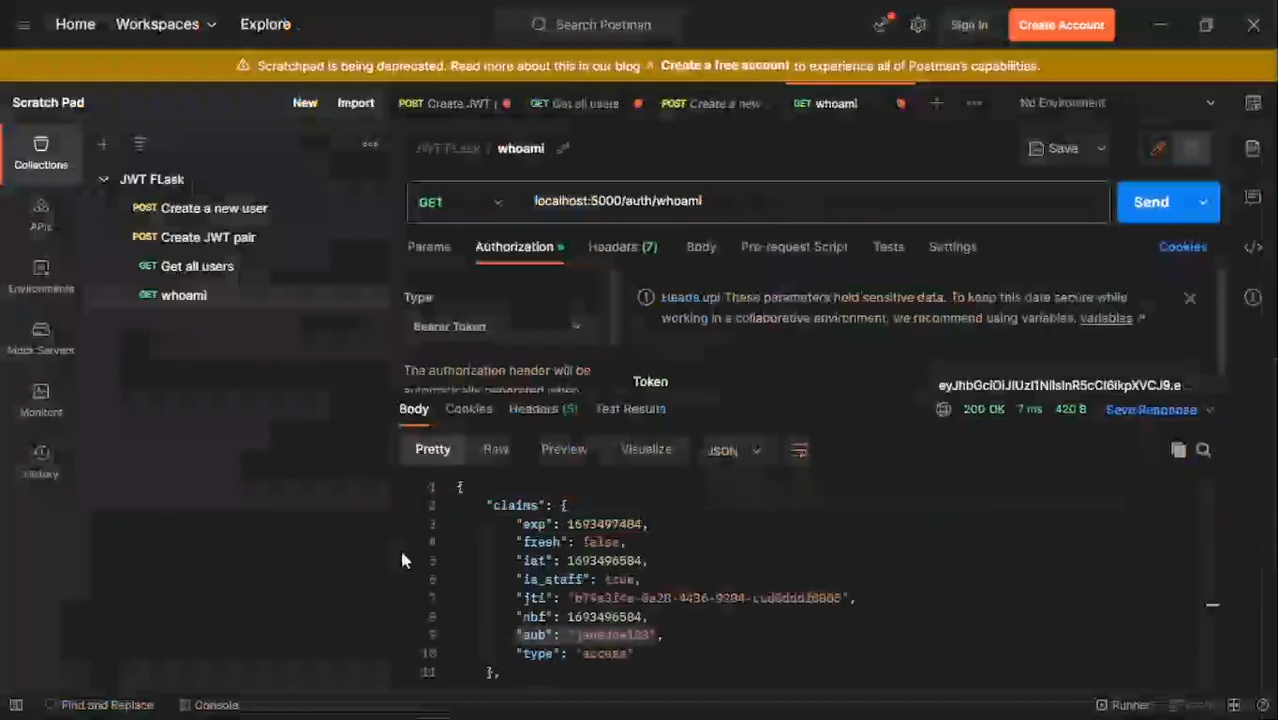 Home Workspaces Explore Search Postman Sign In Create Account
Scratchpad is being deprecated. Read more about this in our blog Create a free account to experience all of Postman's capabilities.
Scratch Pad New Import POST Create JWT GET Get all users POST Create a new GET whoami No Environment
Collections
JWT FLask / whoami Save
JWT FLask
POST Create a new user
POST Create JWT pair
GET Get all users
GET whoami
APIs
Environments
Mock Servers
Monitors
History
GET localhost:5000/auth/whoami Send
Params Authorization Headers (7) Body Pre-request Script Tests Settings Cookies
Type
Bearer Token
Heads up! These parameters hold sensitive data. To keep this data secure while
working in a collaborative environment, we recommend using variables. variables
The authorization header will be
Token
Body Cookies Headers (5) Test Results 200 OK 7 ms 420 B Save Response
Pretty Raw Preview Visualize JSON
1 {
2 "claims": {
3 "exp": 1693497484,
4 "fresh": false,
5 "iat": 1693496584,
6 "is_staff": true,
7 "jti":
8 "nbf": 1693496584,
9 "sub": "janedoe123",
10 "type": "access"
11 },
Find and Replace Console Runner